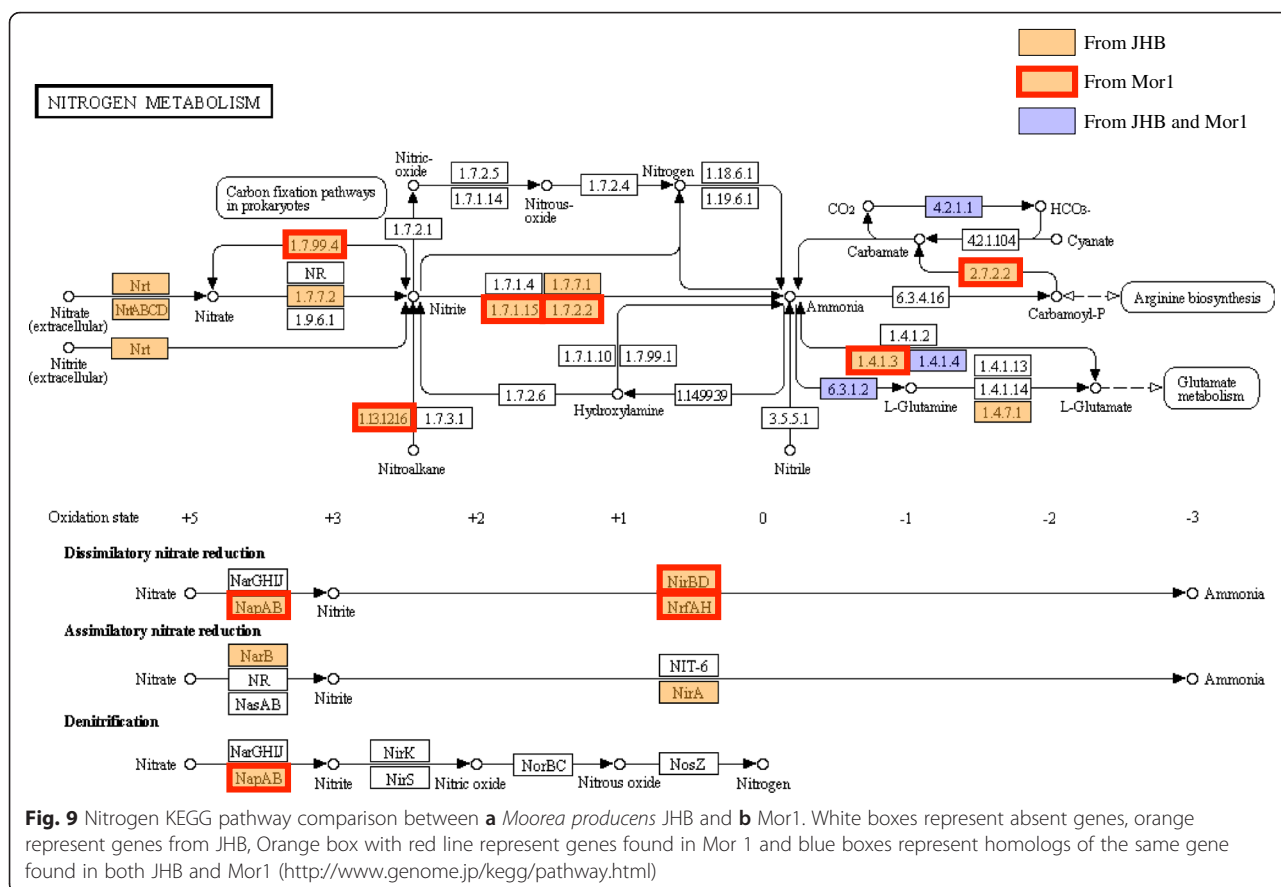 From JHB
From Mor1
From JHB and Mor1
NITROGEN METABOLISM
Carbon fixation pathways
in prokaryotes
Nitric-
oxide
1.7.2.5
1.7.1.14
Nitrous-
oxide
1.7.2.4
Nitrogen
1.18.6.1
1.19.6.1
CO2
4.2.1.1
HCO3-
Carbamate
4.2.1.104
Cyanate
1.7.2.1
1.7.99.4
NR
1.7.7.2
1.9.6.1
Nrt
NrtABCD
Nitrate
(extracellular)
Nitrate
Nrt
Nitrite
(extracellular)
Nitrite
1.7.1.4
1.7.7.1
1.7.1.15
1.7.2.2
Ammonia
2.7.2.2
6.3.4.16
Carbamoyl-P
Arginine biosynthesis
1.4.1.2
1.4.1.3
1.4.1.4
1.4.1.13
1.4.1.14
1.4.7.1
6.3.1.2
L-Glutamine
L-Glutamate
Glutamate
metabolism
1.7.1.10
1.7.99.1
1.7.2.6
Hydroxylamine
1.14.99.39
1.13.12.16
1.7.3.1
3.5.5.1
Nitroalkane
Nitrile
Oxidation state +5 +3 +2 +1 0 -1 -2 -3
Dissimilatory nitrate reduction
NarGHIJ
NirBD
Nitrate
NapAB
Nitrite
NrfAH
Ammonia
Assimilatory nitrate reduction
NarB
NIT-6
Nitrate
NR
Nitrite
Ammonia
NasAB
NirA
Denitrification
NarGHIJ
NirK
Nitrate
NapAB
Nitrite
NirS
Nitric oxide
NorBC
Nitrous oxide
NosZ
Nitrogen
Fig. 9 Nitrogen KEGG pathway comparison between a Moorea producens JHB and b Mor1. White boxes represent absent genes, orange
represent genes from JHB, Orange box with red line represent genes found in Mor 1 and blue boxes represent homologs of the same gene
found in both JHB and Mor1 (http://www.genome.jp/kegg/pathway.html)